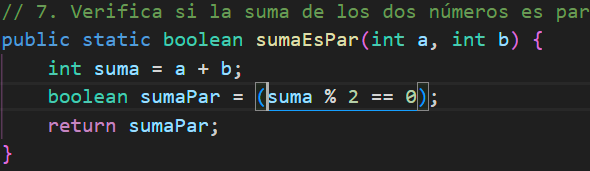 // 7. Verifica si la suma de los dos números es par
public static boolean sumaEsPar(int a, int b) {
    int suma = a + b;
    boolean sumaPar = (suma % 2 == 0);
    return sumaPar;
}